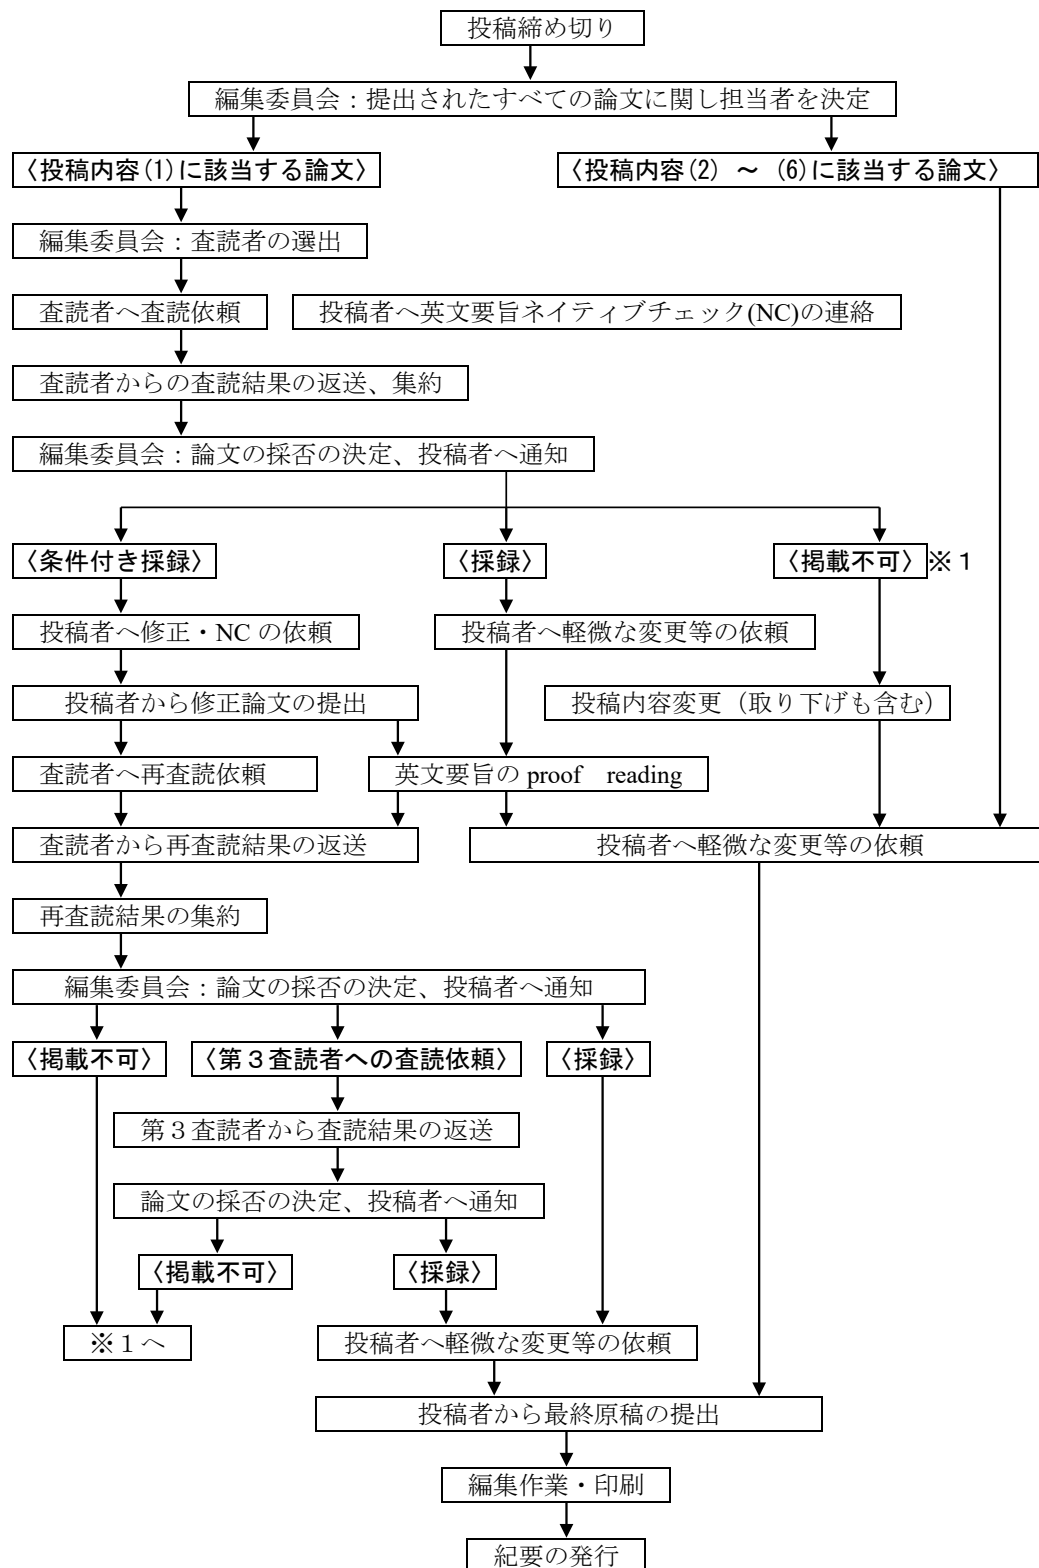 投稿締め切り
編集委員会：提出されたすべての論文に関し担当者を決定
〈投稿内容(1)に該当する論文〉
〈投稿内容(2) ～ (6)に該当する論文〉
編集委員会：査読者の選出
査読者へ査読依頼
投稿者へ英文要旨ネイティブチェック(NC)の連絡
査読者からの査読結果の返送、集約
編集委員会：論文の採否の決定、投稿者へ通知
〈条件付き採録〉
〈採録〉
〈掲載不可〉※１
投稿者へ修正・NC の依頼
投稿者へ軽微な変更等の依頼
投稿者から修正論文の提出
投稿内容変更（取り下げも含む）
査読者へ再査読依頼
英文要旨の proof　reading
査読者から再査読結果の返送
投稿者へ軽微な変更等の依頼
再査読結果の集約
編集委員会：論文の採否の決定、投稿者へ通知
〈掲載不可〉
〈第３査読者への査読依頼〉
〈採録〉
第３査読者から査読結果の返送
論文の採否の決定、投稿者へ通知
〈掲載不可〉
〈採録〉
※１へ
投稿者へ軽微な変更等の依頼
投稿者から最終原稿の提出
編集作業・印刷
紀要の発行